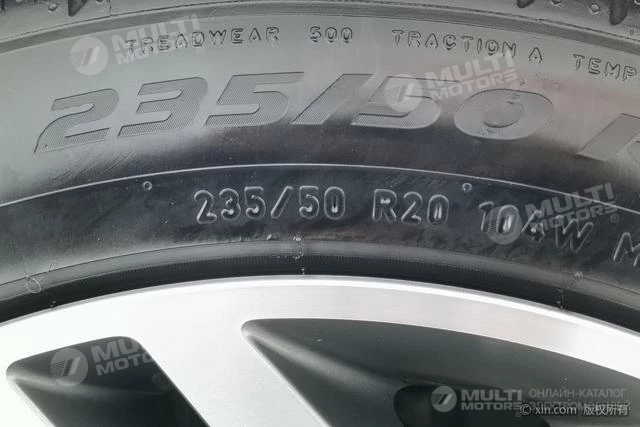 TREADWEAR 500 TRACTION A TEMP
235/50 R
235/50 R20 104W M
MULTI MOTORS
MULTI MOTORS
MULTI MOTORS
MULTI MOTORS
MULTI MOTORS
ОНЛАЙН-КАТАЛОГ
ЭЛЕКТРОМОБИЛЕЙ
© xin.com 版权所有